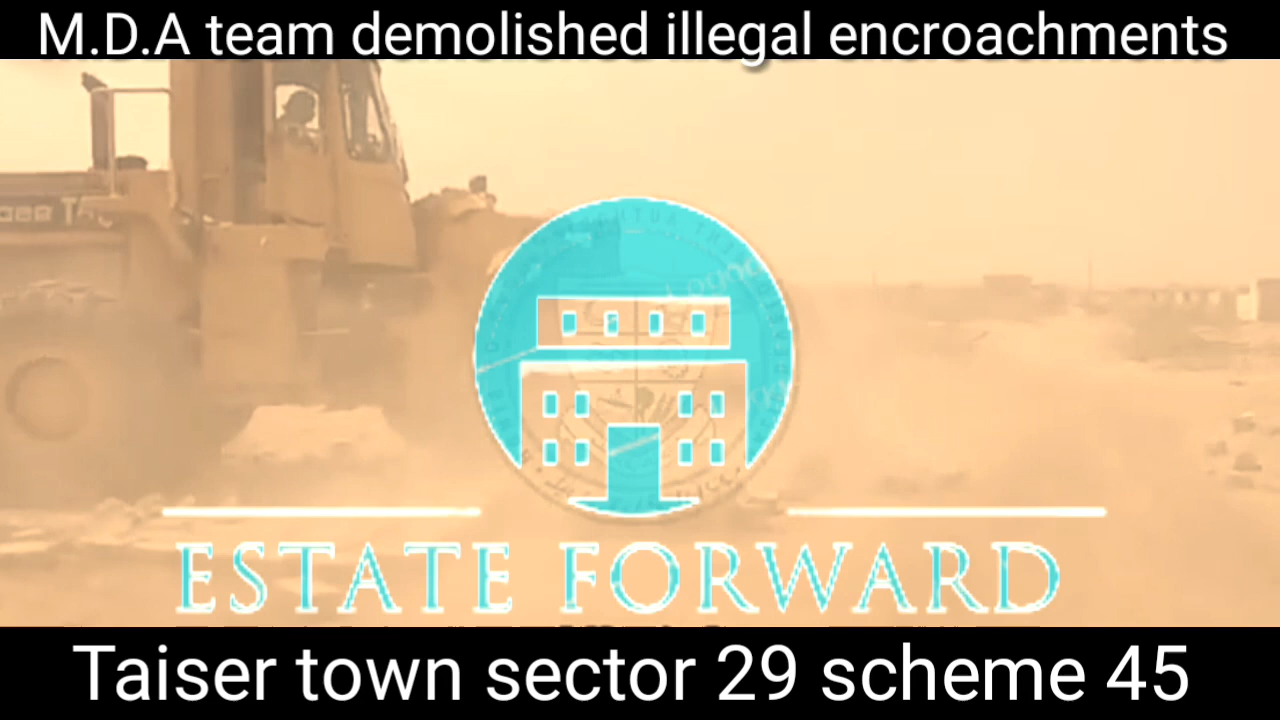 M.D.A team demolished illegal encroachments
ESTATE FORWARD
Taiser town sector 29 scheme 45